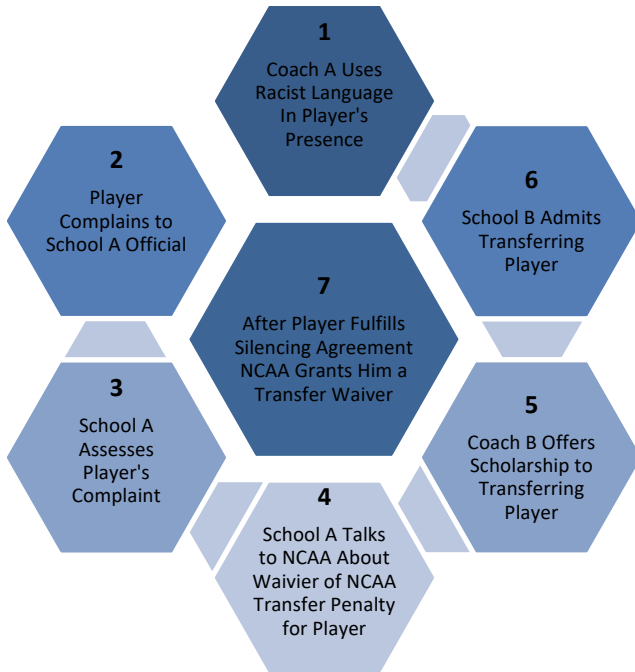 1
Coach A Uses
Racist Language
In Player's
Presence
2
Player
Complains to
School A Official
3
School A
Assesses
Player's
Complaint
4
School A Talks
to NCAA About
Waivier of NCAA
Transfer Penalty
for Player
5
Coach B Offers
Scholarship to
Transferring
Player
6
School B Admits
Transferring
Player
7
After Player Fulfills
Silencing Agreement
NCAA Grants Him a
Transfer Waiver